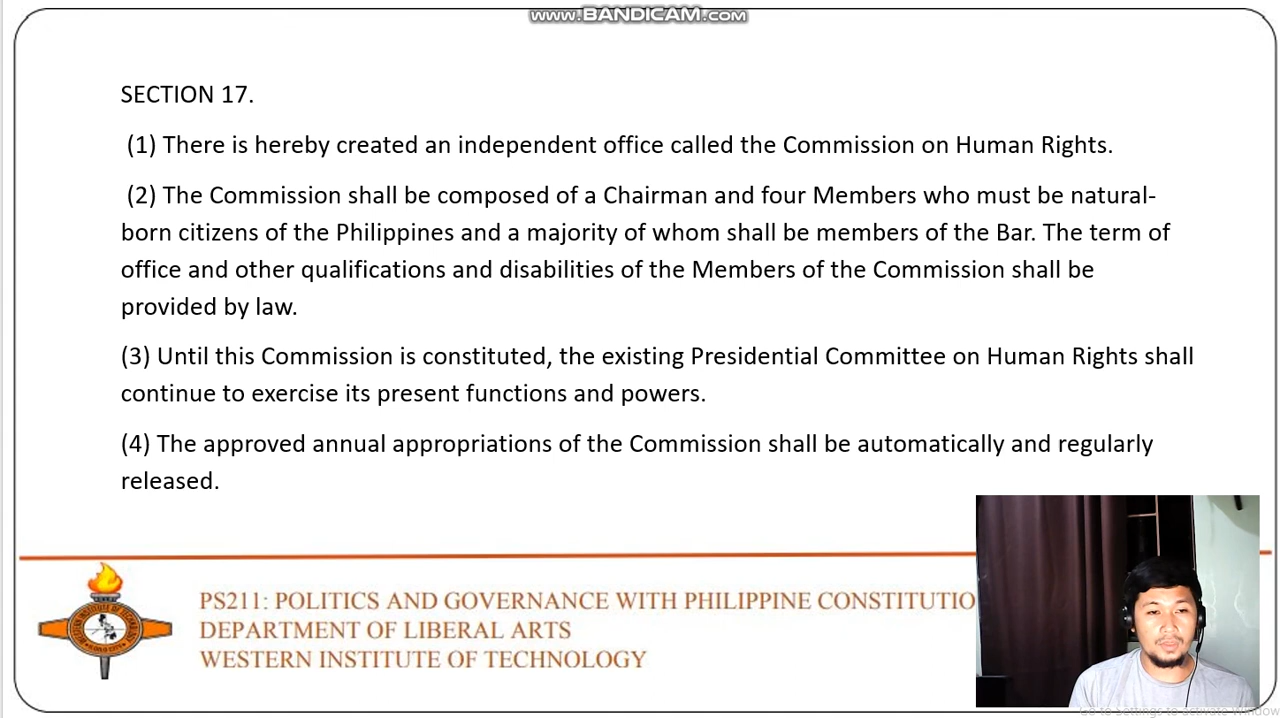 WWW.BANDICAM.COM
SECTION 17.
(1) There is hereby created an independent office called the Commission on Human Rights.
(2) The Commission shall be composed of a Chairman and four Members who must be natural-
born citizens of the Philippines and a majority of whom shall be members of the Bar. The term of
office and other qualifications and disabilities of the Members of the Commission shall be
provided by law.
(3) Until this Commission is constituted, the existing Presidential Committee on Human Rights shall
continue to exercise its present functions and powers.
(4) The approved annual appropriations of the Commission shall be automatically and regularly
released.
PS211: POLITICS AND GOVERNANCE WITH PHILIPPINE CONSTITUTIO
DEPARTMENT OF LIBERAL ARTS
WESTERN INSTITUTE OF TECHNOLOGY
Go to Settings to activate Window